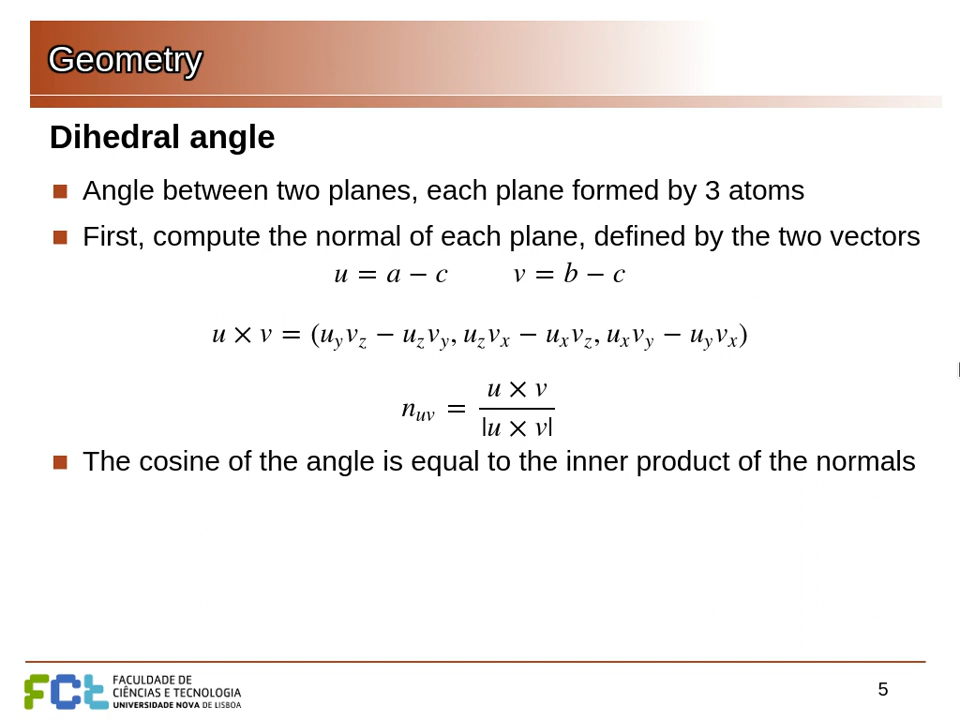 Geometry
Dihedral angle
Angle between two planes, each plane formed by 3 atoms
First, compute the normal of each plane, defined by the two vectors
u = a − c   v = b − c
u × v = (u_y v_z − u_z v_y, u_z v_x − u_x v_z, u_x v_y − u_y v_x)
n_uv = (u × v) / |u × v|
The cosine of the angle is equal to the inner product of the normals
FCt FACULDADE DE
CIÊNCIAS E TECNOLOGIA
UNIVERSIDADE NOVA DE LISBOA
5